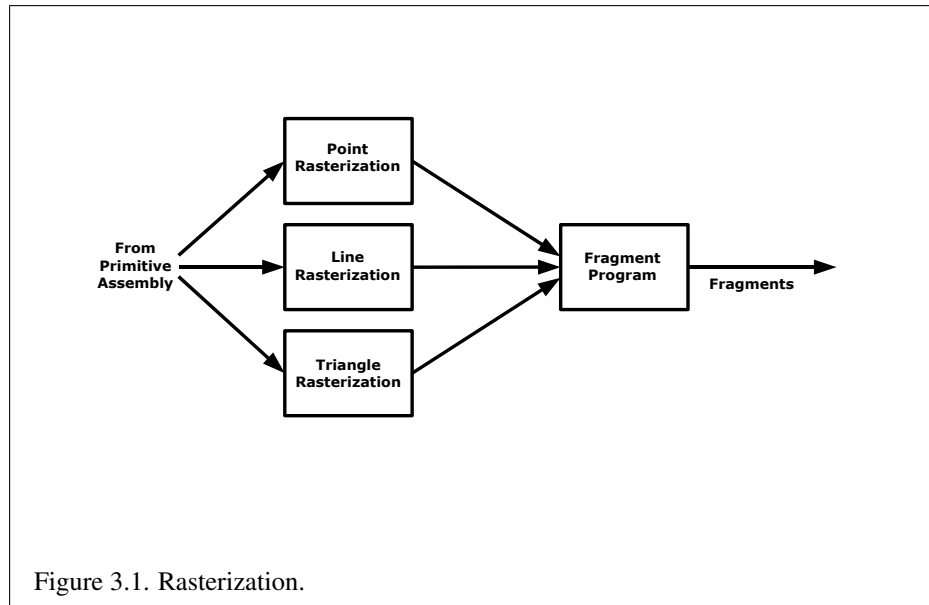 Point
Rasterization
From
Primitive
Assembly
Line
Rasterization
Fragment
Program
Fragments
Triangle
Rasterization
Figure 3.1. Rasterization.